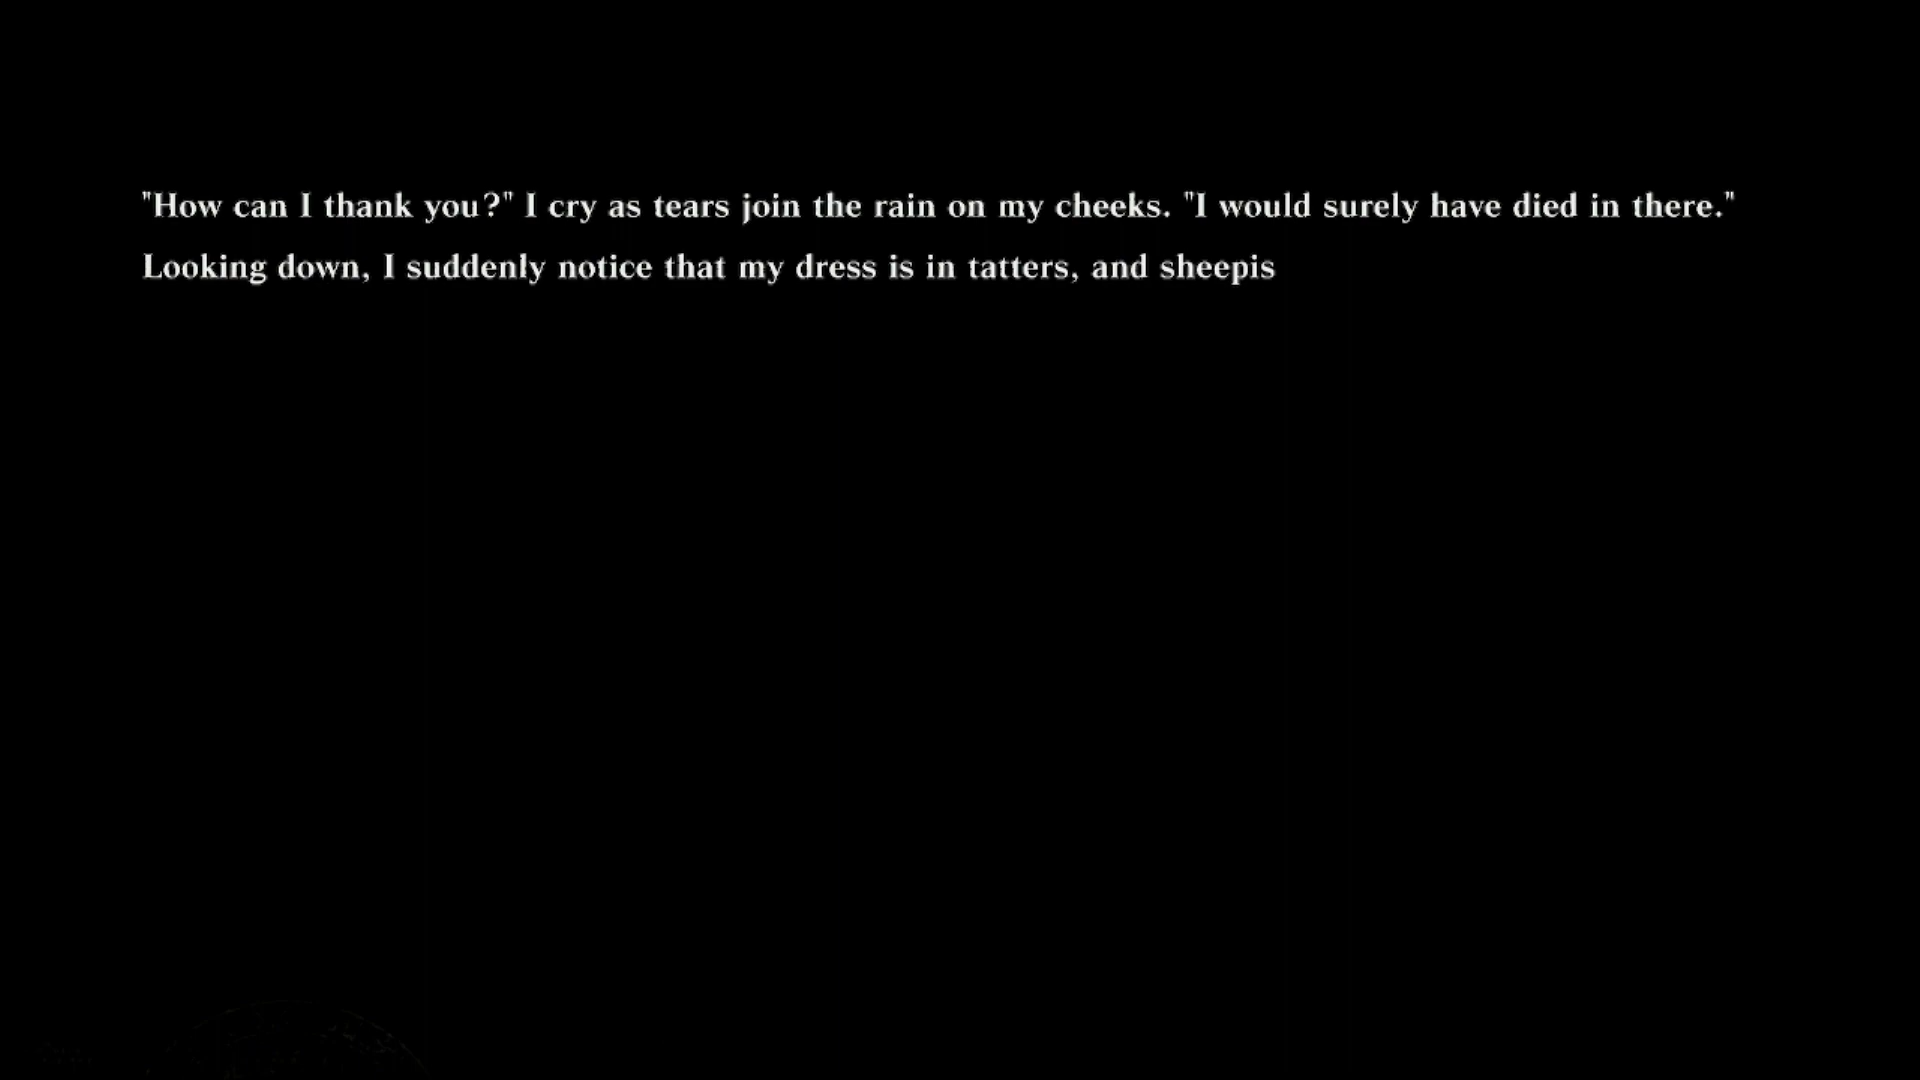 "How can I thank you?" I cry as tears join the rain on my cheeks. "I would surely have died in there."
Looking down, I suddenly notice that my dress is in tatters, and sheepis